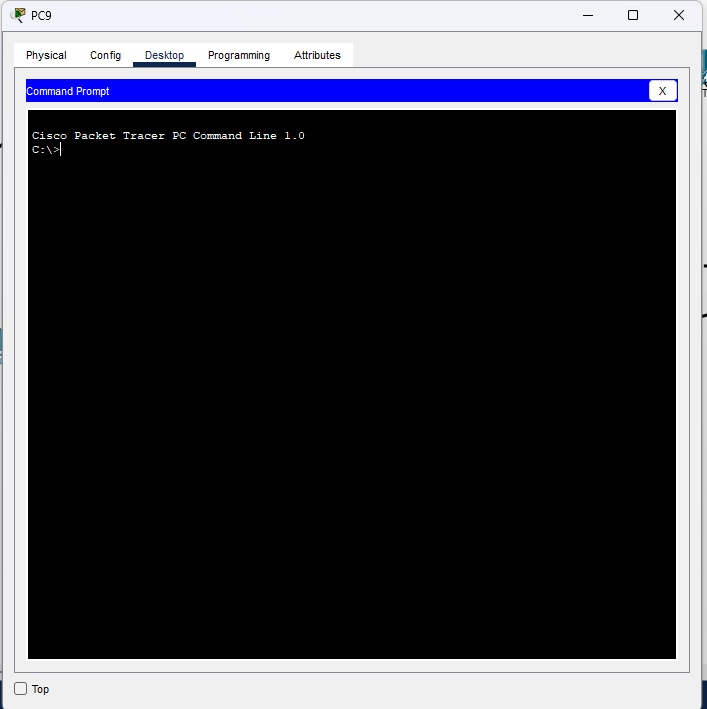 PC9
Physical Config Desktop Programming Attributes
Command Prompt X
Cisco Packet Tracer PC Command Line 1.0
C:\>
Top